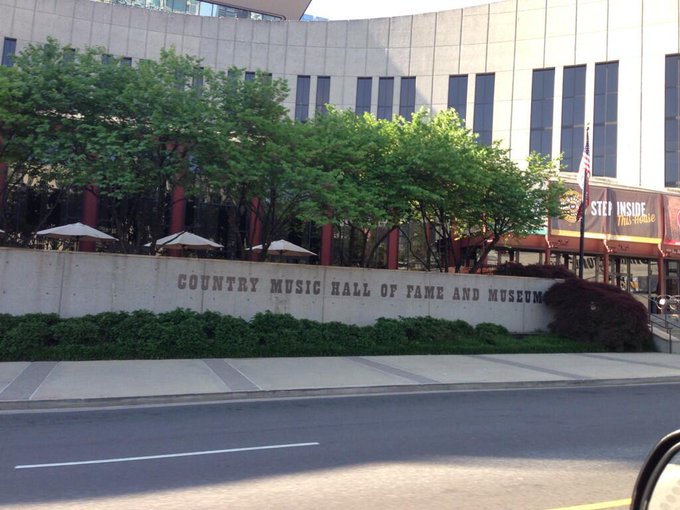 COUNTRY MUSIC HALL OF FAME AND MUSEUM
STEP INSIDE
This House